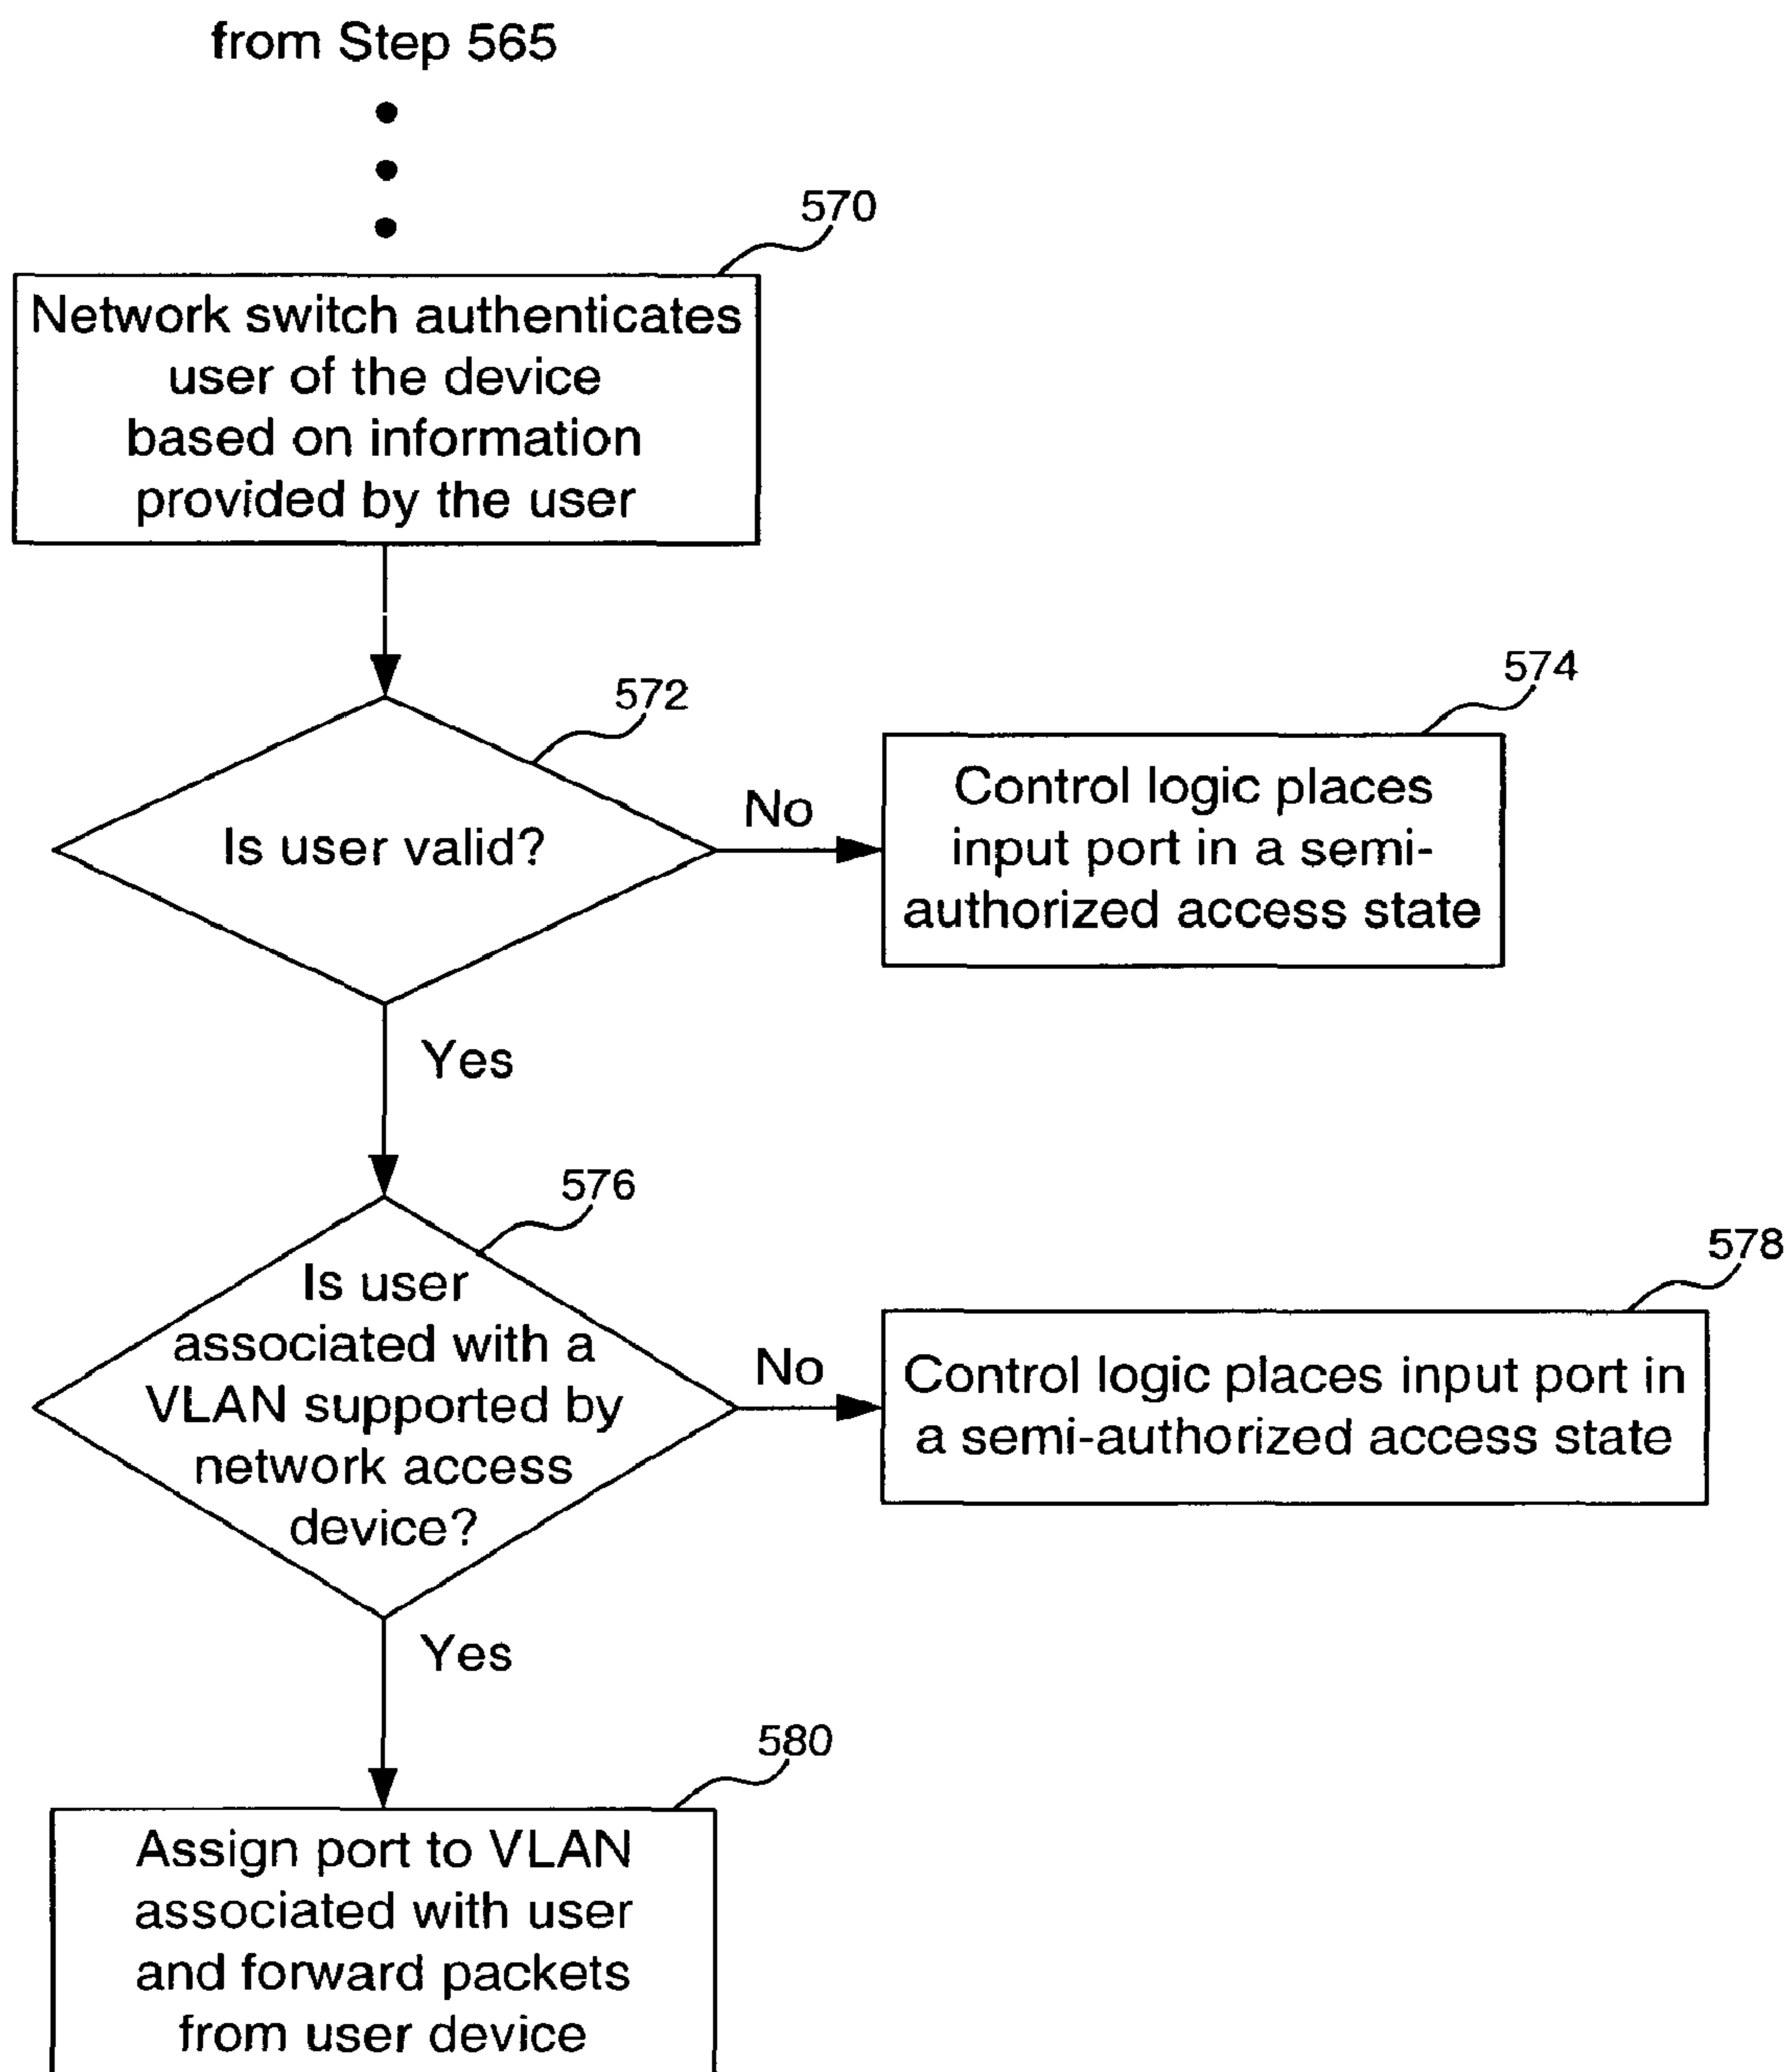 from Step 565
570
Network switch authenticates
user of the device
based on information
provided by the user
572
Is user valid?
No
574
Control logic places
input port in a semi-
authorized access state
Yes
576
Is user
associated with a
VLAN supported by
network access
device?
No
578
Control logic places input port in
a semi-authorized access state
Yes
580
Assign port to VLAN
associated with user
and forward packets
from user device